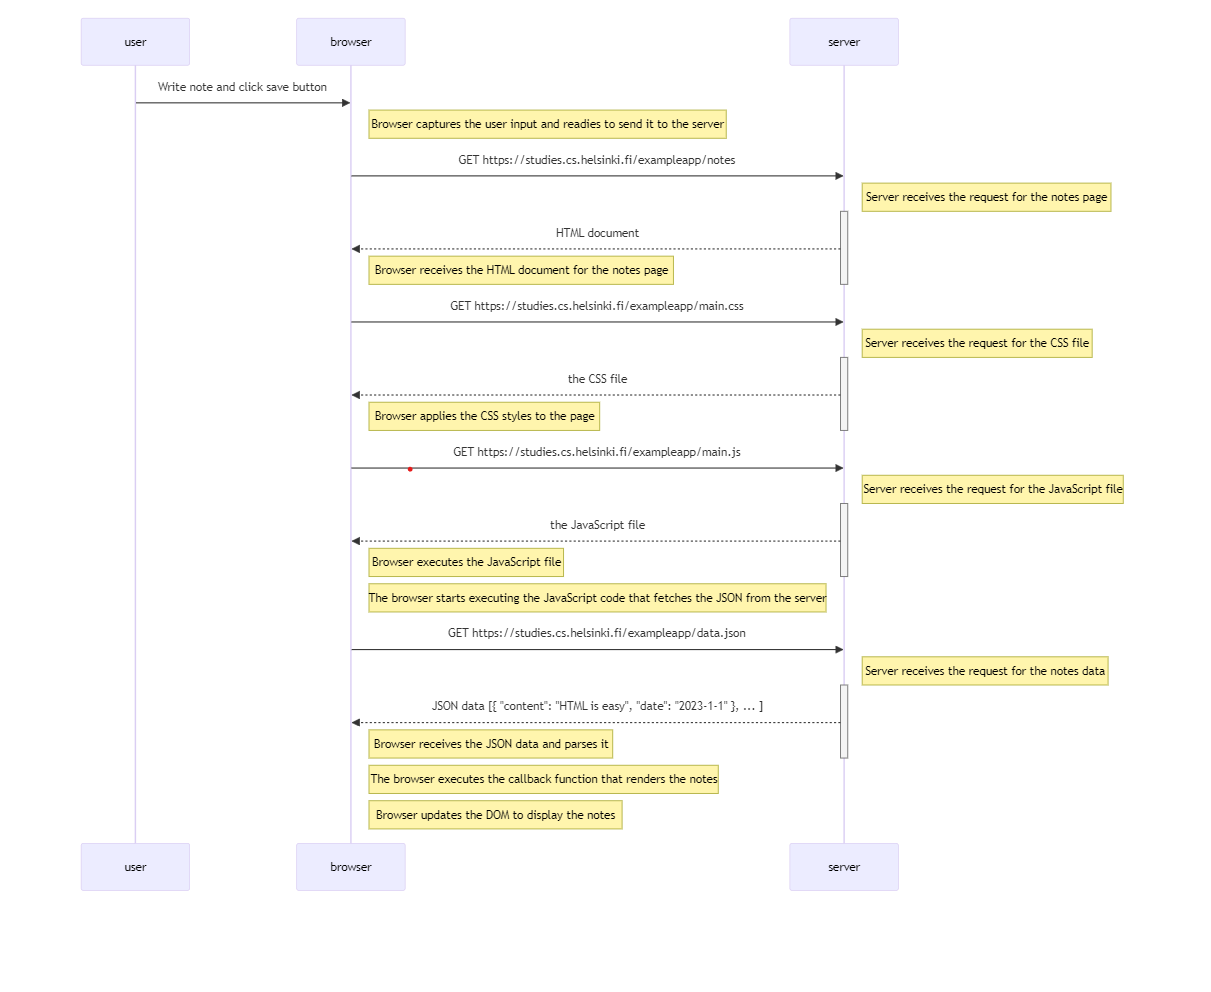 user
browser
server
Write note and click save button
Browser captures the user input and readies to send it to the server
GET https://studies.cs.helsinki.fi/exampleapp/notes
Server receives the request for the notes page
HTML document
Browser receives the HTML document for the notes page
GET https://studies.cs.helsinki.fi/exampleapp/main.css
Server receives the request for the CSS file
the CSS file
Browser applies the CSS styles to the page
GET https://studies.cs.helsinki.fi/exampleapp/main.js
Server receives the request for the JavaScript file
the JavaScript file
Browser executes the JavaScript file
The browser starts executing the JavaScript code that fetches the JSON from the server
GET https://studies.cs.helsinki.fi/exampleapp/data.json
Server receives the request for the notes data
JSON data [{ "content": "HTML is easy", "date": "2023-1-1" }, ... ]
Browser receives the JSON data and parses it
The browser executes the callback function that renders the notes
Browser updates the DOM to display the notes
user
browser
server